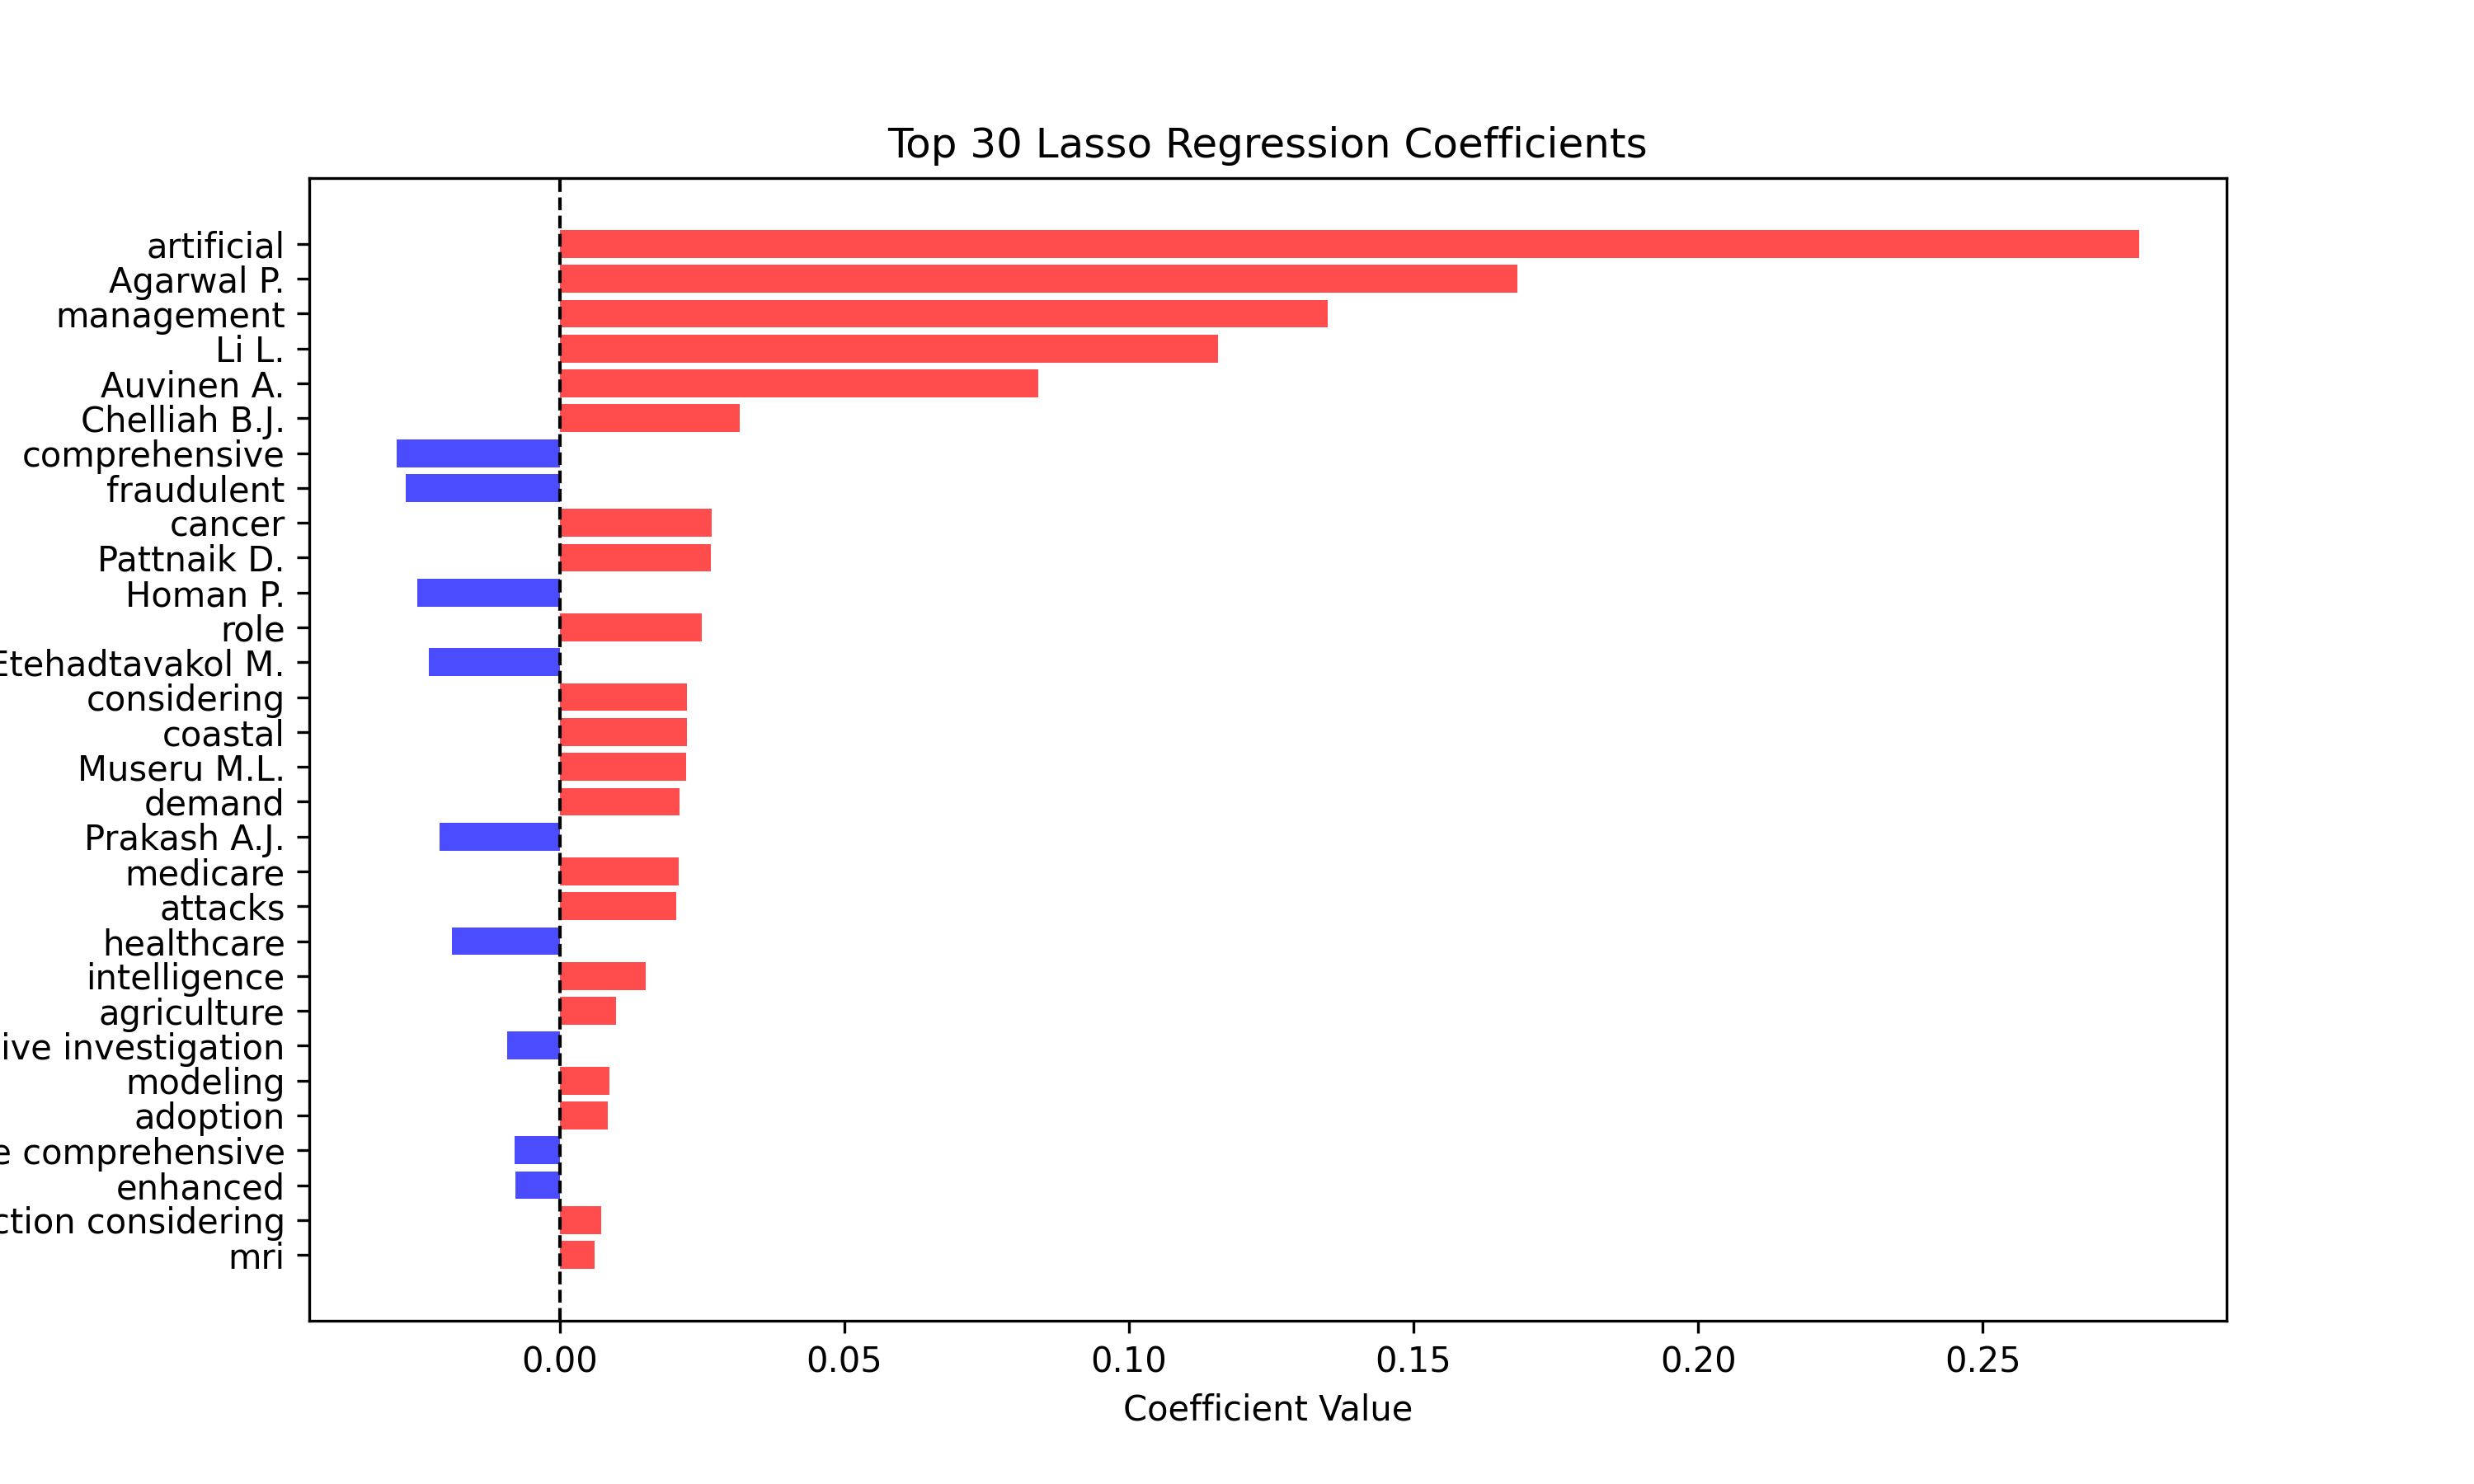 Top 30 Lasso Regression Coefficients
artificial
Agarwal P.
management
Li L.
Auvinen A.
Chelliah B.J.
comprehensive
fraudulent
cancer
Pattnaik D.
Homan P.
role
Etehadtavakol M.
considering
coastal
Museru M.L.
demand
Prakash A.J.
medicare
attacks
healthcare
intelligence
agriculture
ive investigation
modeling
adoption
e comprehensive
enhanced
ction considering
mri
0.00 0.05 0.10 0.15 0.20 0.25
Coefficient Value